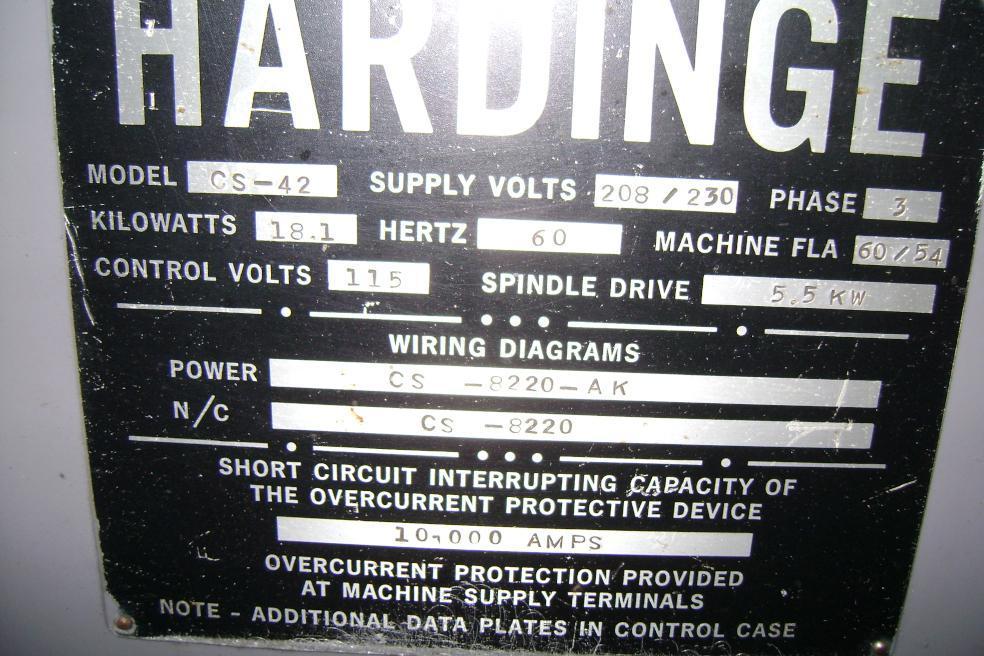 HARDINGE
MODEL CS-42 SUPPLY VOLTS 208/230 PHASE 3
KILOWATTS 18.1 HERTZ 60 MACHINE FLA 60/54
CONTROL VOLTS 115 SPINDLE DRIVE 5.5 KW
WIRING DIAGRAMS
POWER CS -8220-AK
N/C CS -8220
SHORT CIRCUIT INTERRUPTING CAPACITY OF
THE OVERCURRENT PROTECTIVE DEVICE
10,000 AMPS
OVERCURRENT PROTECTION PROVIDED
AT MACHINE SUPPLY TERMINALS
NOTE - ADDITIONAL DATA PLATES IN CONTROL CASE